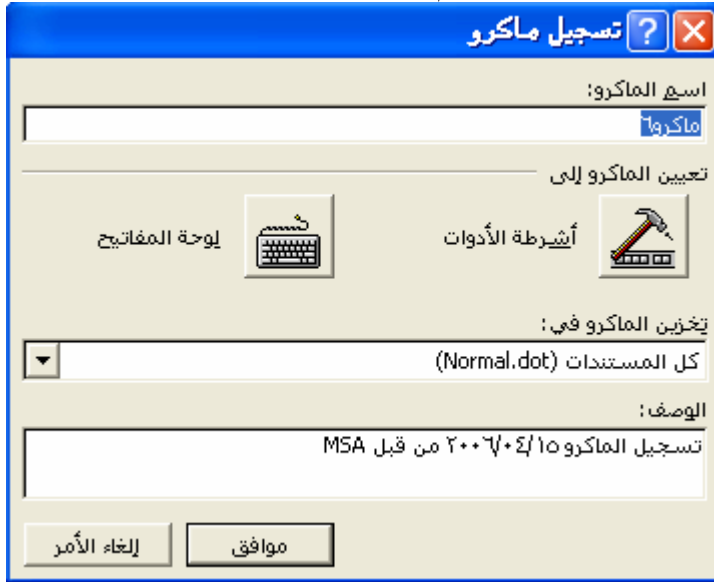 تسجيل ماكرو
اسم الماكرو:
ماكرو٦
تعيين الماكرو إلى
أشرطة الأدوات
لوحة المفاتيح
تخزين الماكرو في:
كل المستندات (Normal.dot)
الوصف:
تسجيل الماكرو ٢٠٠٦/٠٤/١٥ من قبل MSA
موافق
إلغاء الأمر